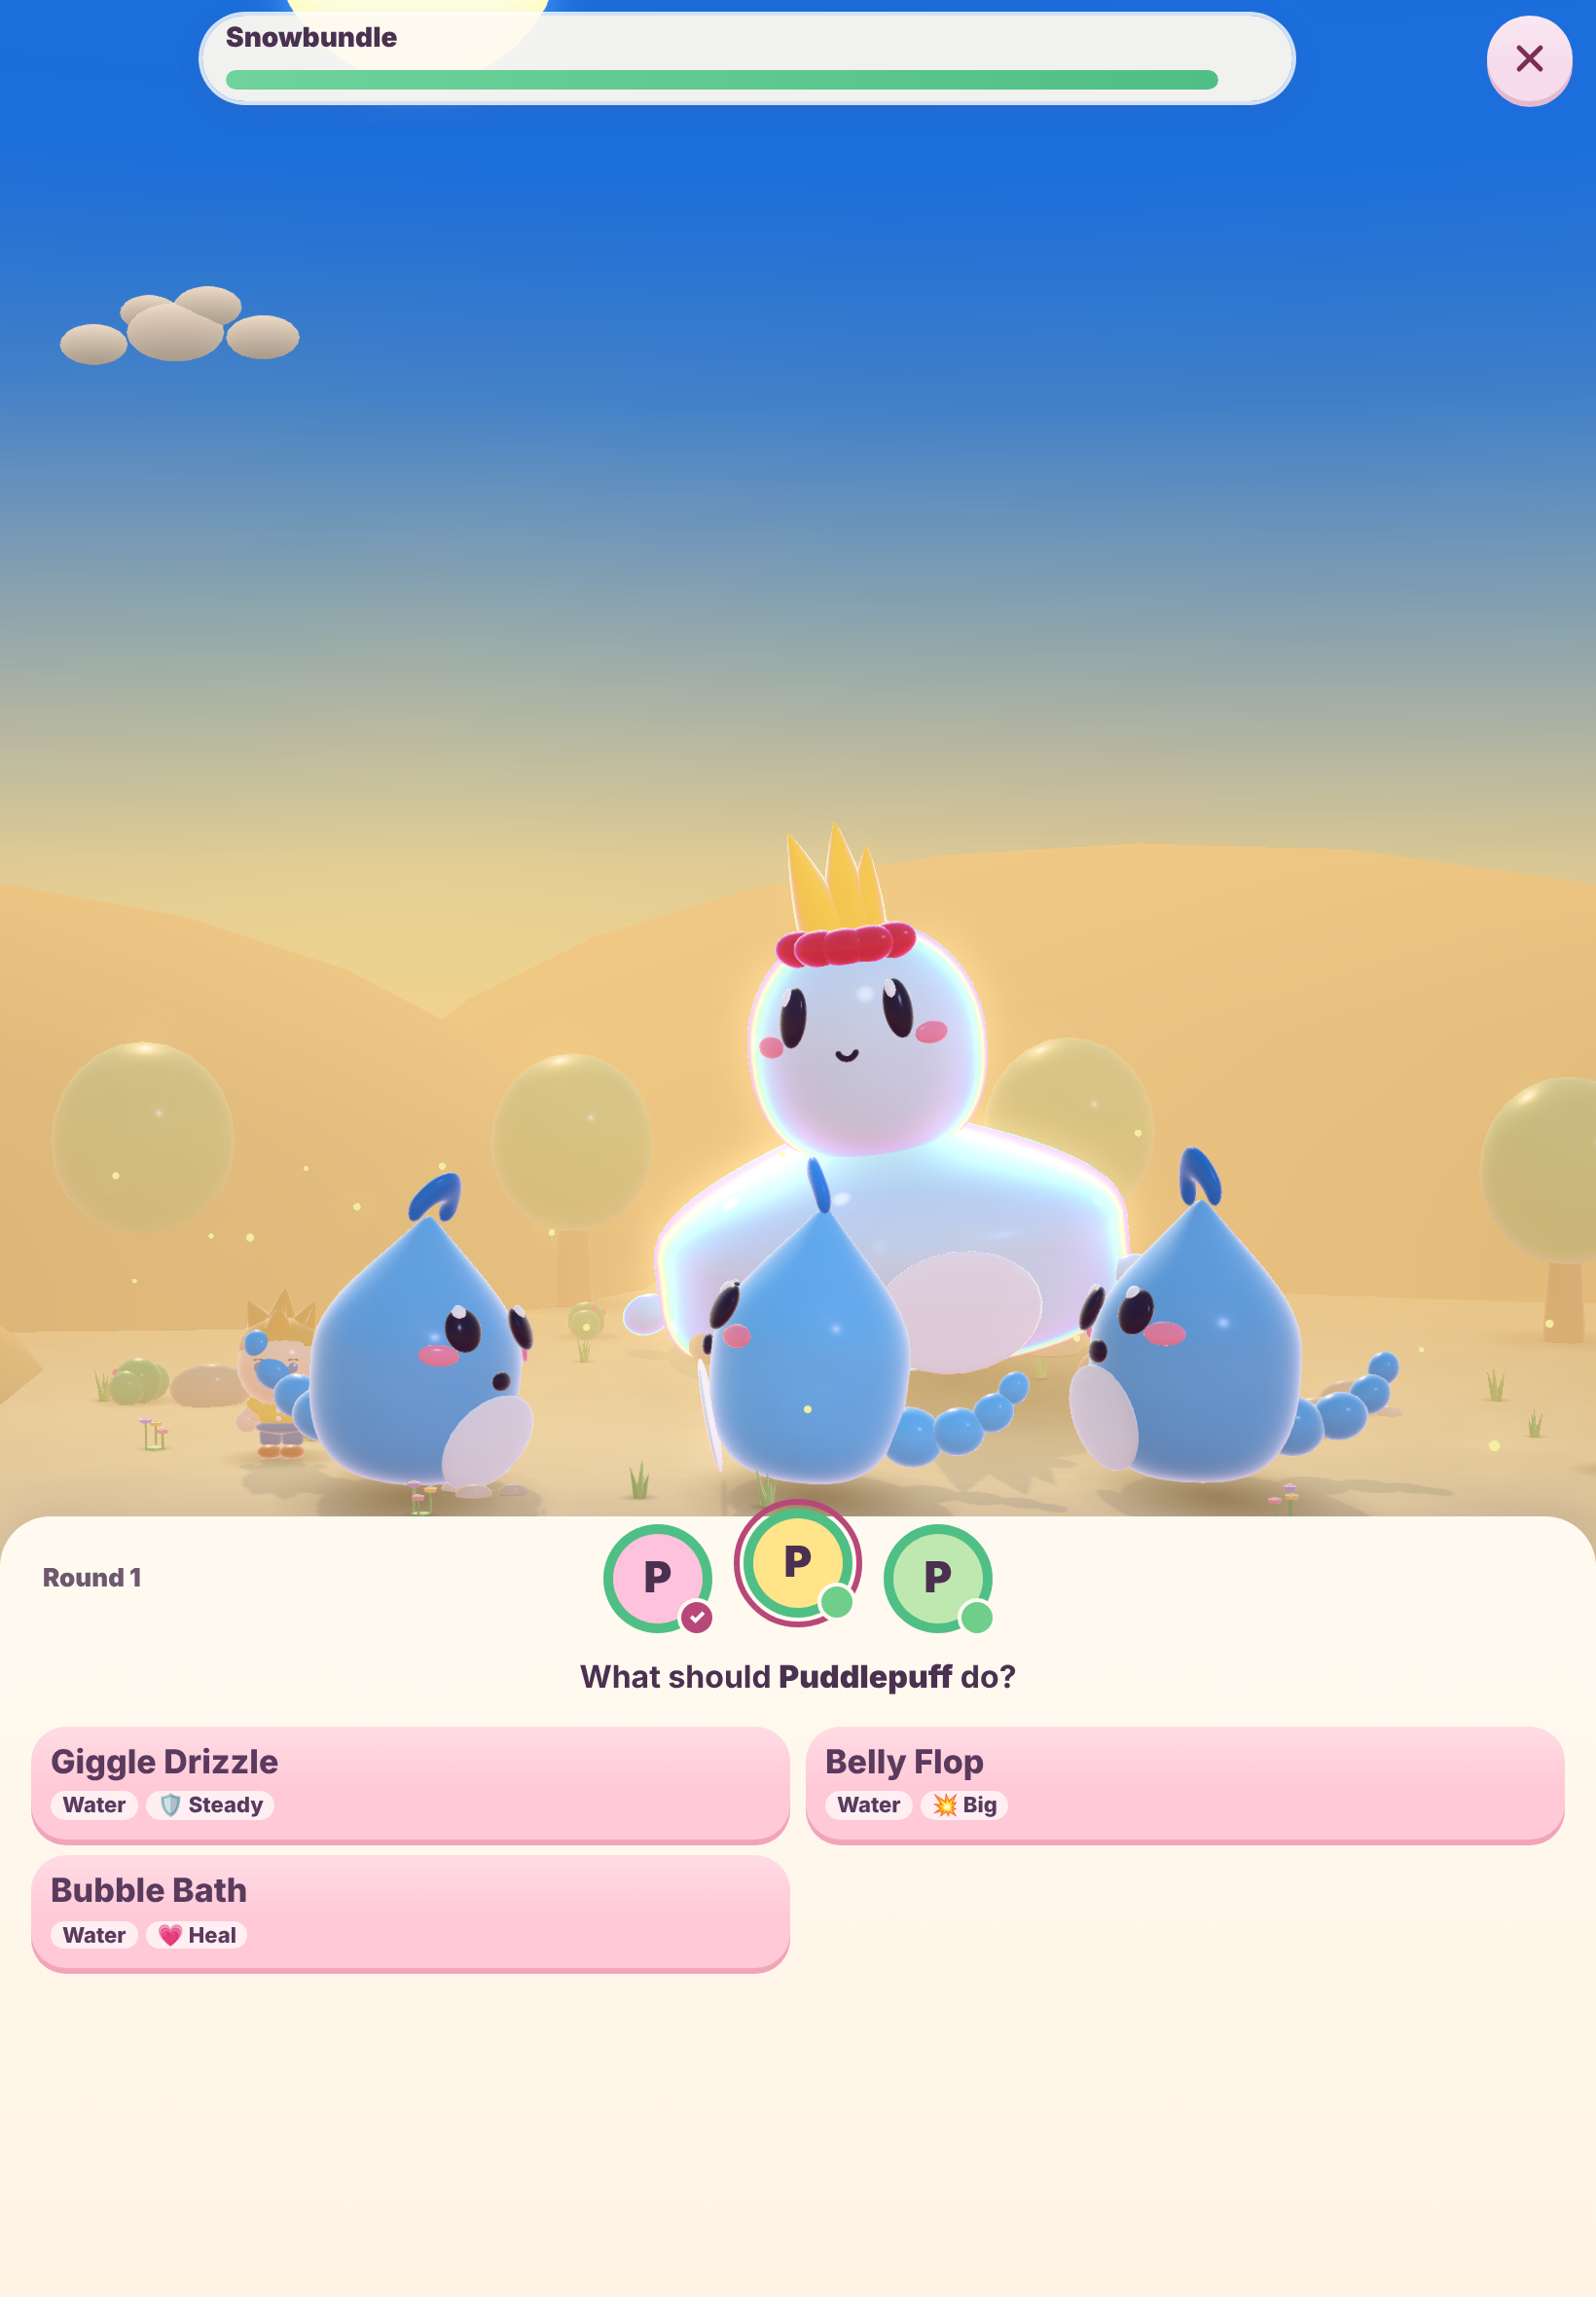 Snowbundle
Round 1
P
P
P
What should Puddlepuff do?
Giggle Drizzle
Water
🛡️ Steady
Belly Flop
Water
💥 Big
Bubble Bath
Water
💗 Heal